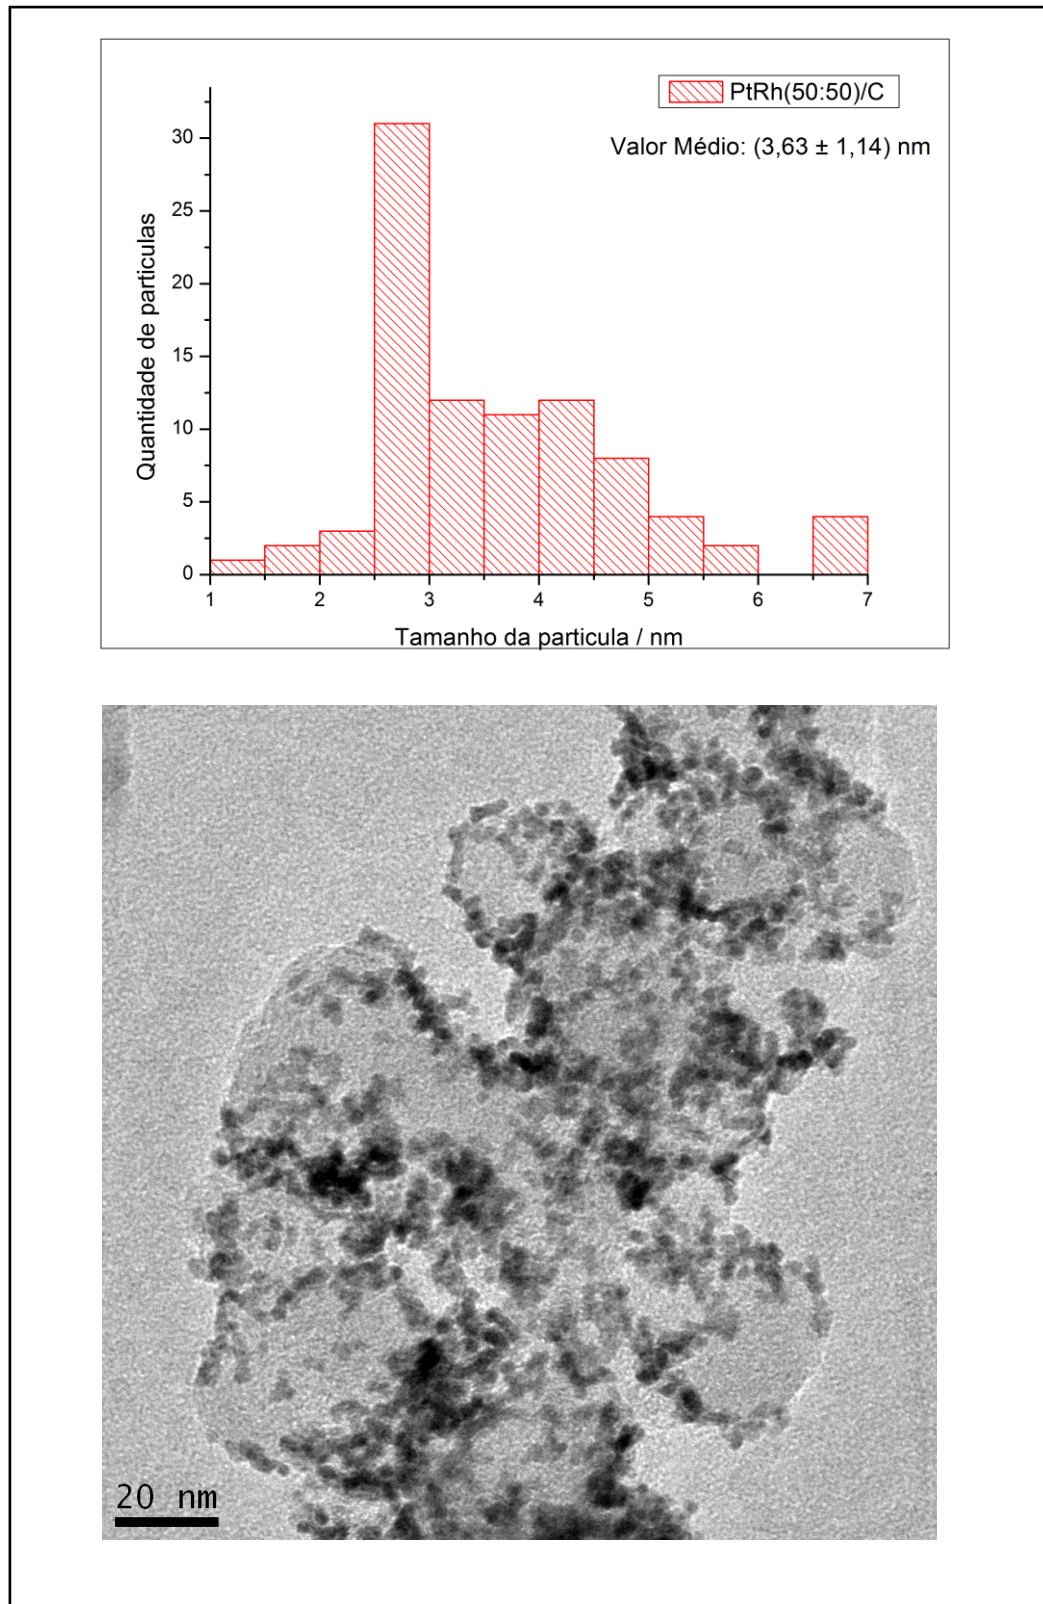 PtRh(50:50)/C
Valor Médio: (3,63 ± 1,14) nm
Quantidade de particulas
30
25
20
15
10
5
0
1 2 3 4 5 6 7
Tamanho da particula / nm
20 nm